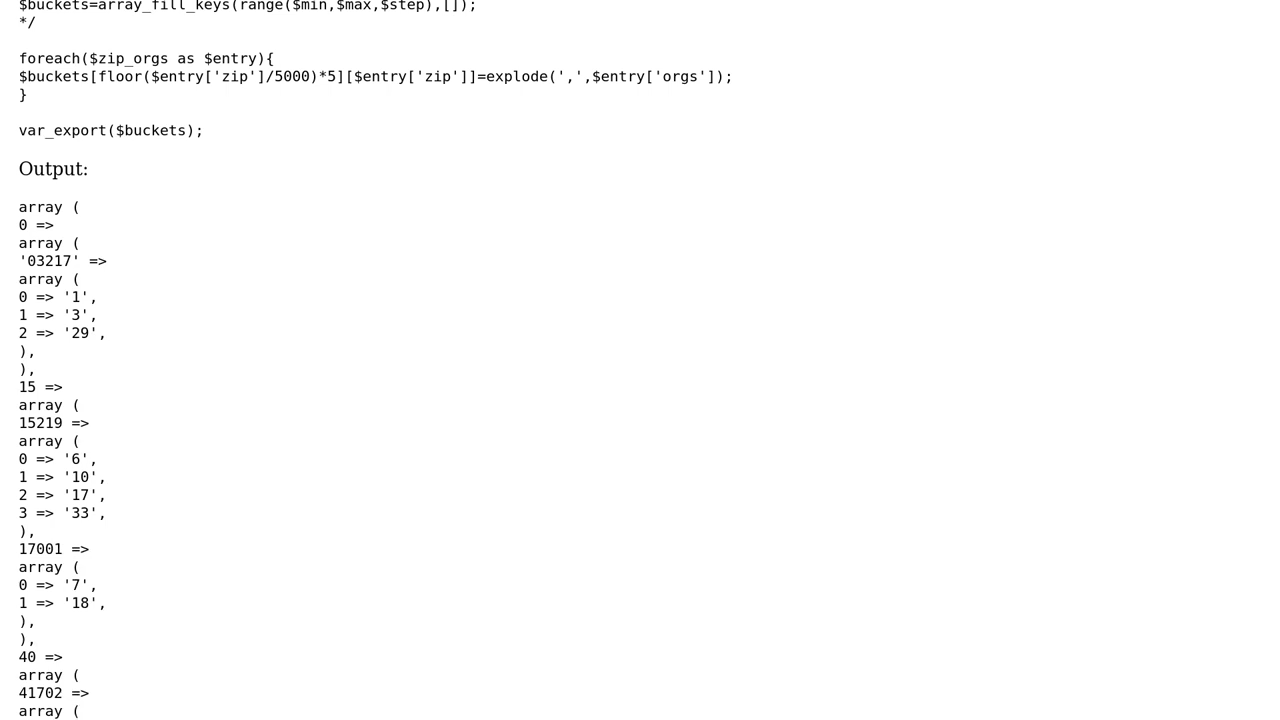 $buckets=array_fill_keys(range($min,$max,$step),[]);
*/
foreach($zip_orgs as $entry){
$buckets[floor($entry['zip']/5000)*5][$entry['zip']]=explode(',',$entry['orgs']);
}
var_export($buckets);
Output:
array (
0 =>
array (
'03217' =>
array (
0 => '1',
1 => '3',
2 => '29',
),
),
15 =>
array (
15219 =>
array (
0 => '6',
1 => '10',
2 => '17',
3 => '33',
),
17001 =>
array (
0 => '7',
1 => '18',
),
),
40 =>
array (
41702 =>
array (